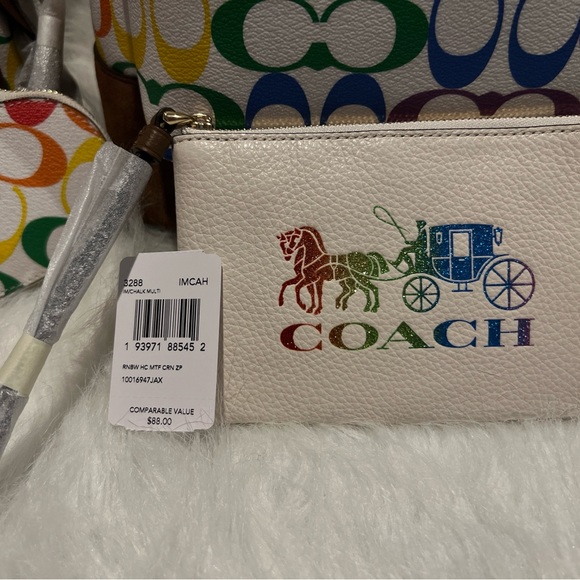 3288 IMCAH
IM/CHALK MULTI
1 93971 88545 2
RNBW HC MTF CRN ZP
10016947JAX
COMPARABLE VALUE
$88.00
COACH